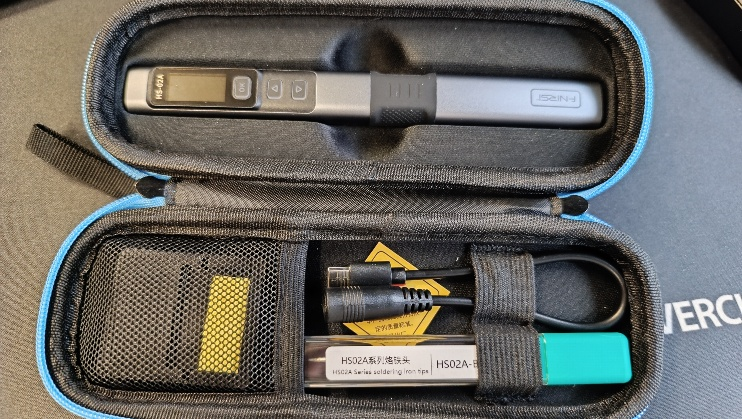 HS-02A
OK
FNIRSI
HS02A系列烙铁头
HS02A Series soldering iron tips
HS02A-